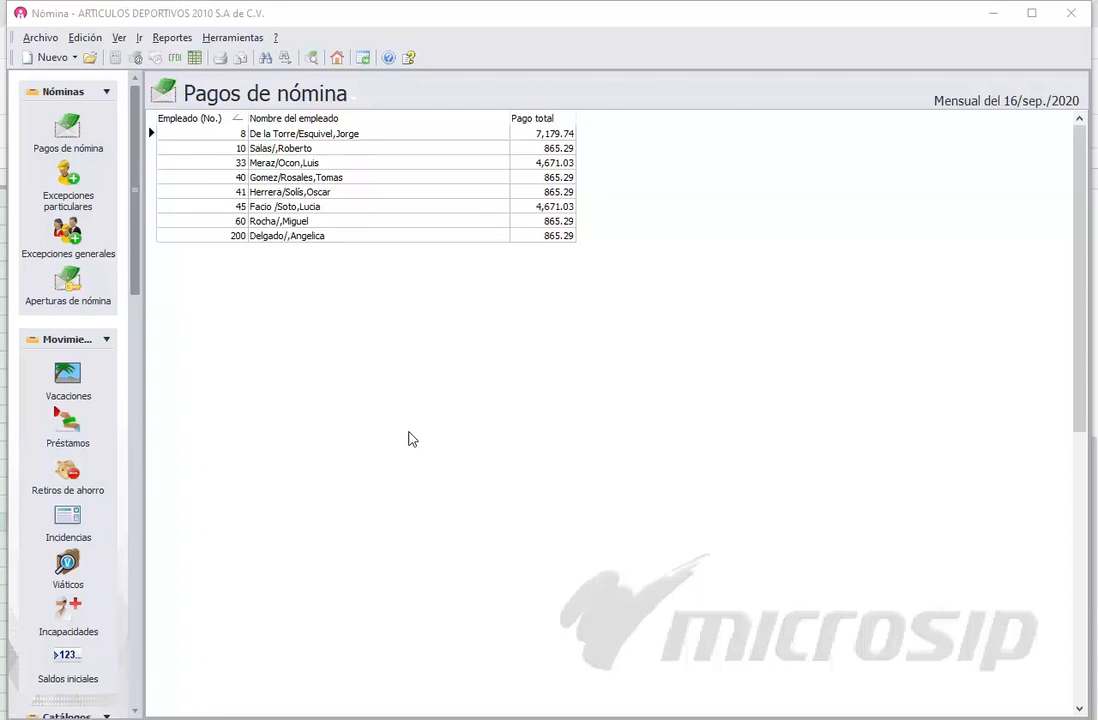 Nómina - ARTICULOS DEPORTIVOS 2010 S.A de C.V.
Archivo Edición Ver Ir Reportes Herramientas ?
Nuevo CFDI
Nóminas
Pagos de nómina
Excepciones particulares
Excepciones generales
Aperturas de nómina
Movimie...
Vacaciones
Préstamos
Retiros de ahorro
Incidencias
Viáticos
Incapacidades
123...
Saldos iniciales
Catálogos
Pagos de nómina
Mensual del 16/sep./2020
Empleado (No.) Nombre del empleado Pago total
8 De la Torre/Esquivel,Jorge 7,179.74
10 Salas/,Roberto 865.29
33 Meraz/Ocon,Luis 4,671.03
40 Gomez/Rosales,Tomas 865.29
41 Herrera/Solís,Oscar 865.29
45 Facio /Soto,Lucia 4,671.03
60 Rocha/,Miguel 865.29
200 Delgado/,Angelica 865.29
microsip